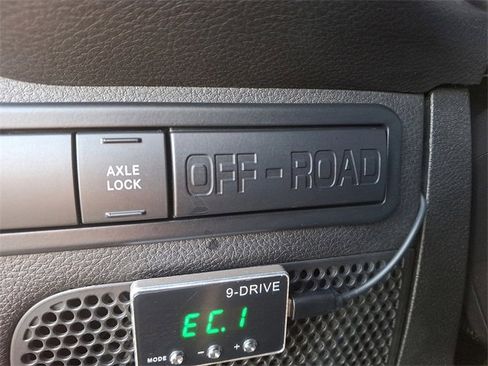 AXLE
LOCK
OFF-ROAD
9-DRIVE
EC.1
MODE - +